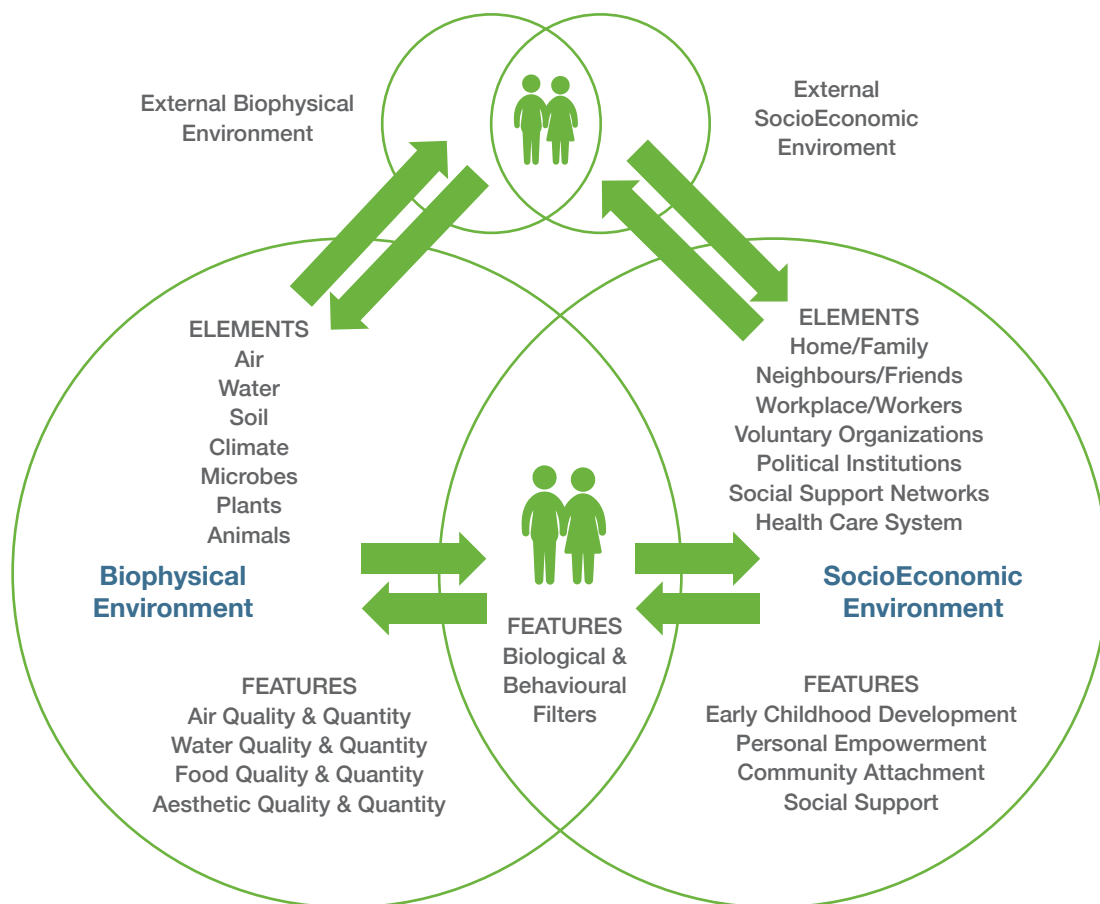 External Biophysical
Environment
External
SocioEconomic
Enviroment
ELEMENTS
Air
Water
Soil
Climate
Microbes
Plants
Animals
Biophysical
Environment
FEATURES
Air Quality & Quantity
Water Quality & Quantity
Food Quality & Quantity
Aesthetic Quality & Quantity
FEATURES
Biological &
Behavioural
Filters
ELEMENTS
Home/Family
Neighbours/Friends
Workplace/Workers
Voluntary Organizations
Political Institutions
Social Support Networks
Health Care System
SocioEconomic
Environment
FEATURES
Early Childhood Development
Personal Empowerment
Community Attachment
Social Support